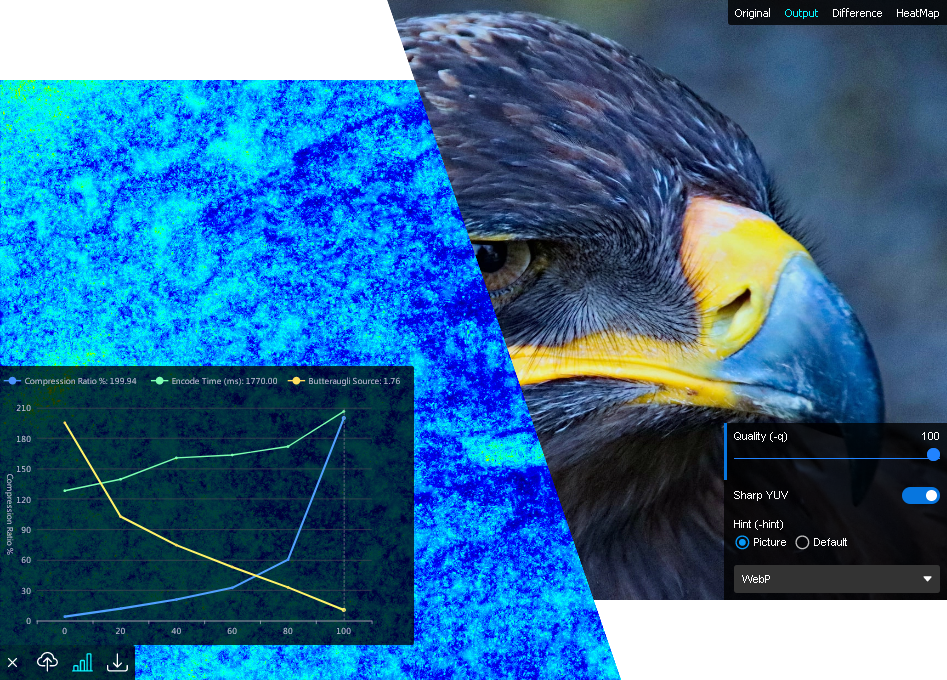 Original Output Difference HeatMap
Compression Ratio %: 199.94 Encode Time (ms): 1770.00 Butteraugli Source: 1.76
210
180
150
120
90
60
30
0
Compression Ratio %
0 20 40 60 80 100
Quality (-q) 100
Sharp YUV
Hint (-hint)
Picture Default
WebP